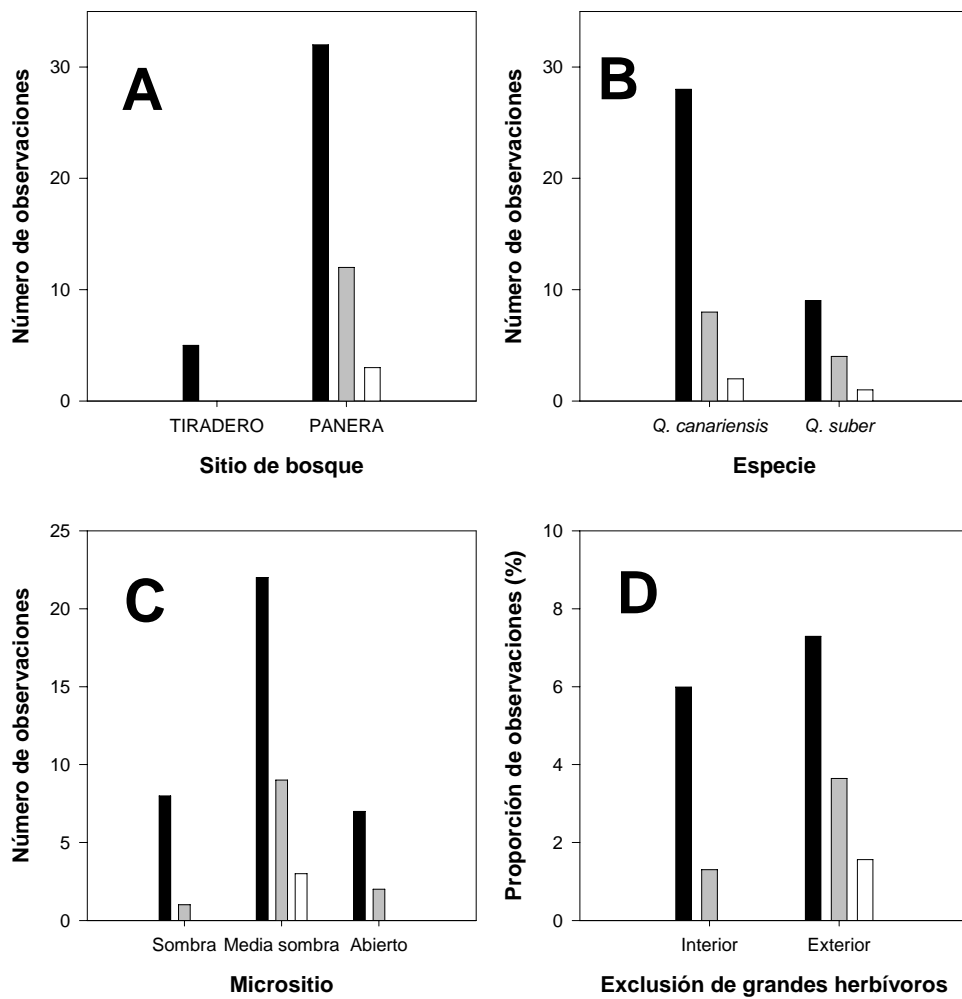 A
Número de observaciones
30
20
10
0
TIRADERO PANERA
Sitio de bosque
B
Número de observaciones
30
20
10
0
Q. canariensis Q. suber
Especie
C
Número de observaciones
25
20
15
10
5
0
Sombra Media sombra Abierto
Micrositio
D
Proporción de observaciones (%)
10
8
6
4
2
0
Interior Exterior
Exclusión de grandes herbívoros